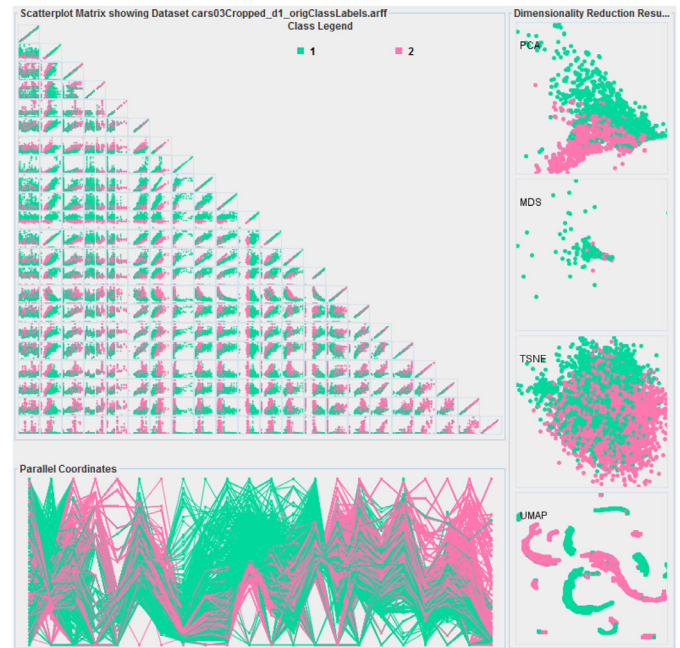 Scatterplot Matrix showing Dataset cars03Cropped_d1_origClassLabels.arff
Class Legend
1
2
Parallel Coordinates
Dimensionality Reduction Resu...
PCA
MDS
TSNE
UMAP